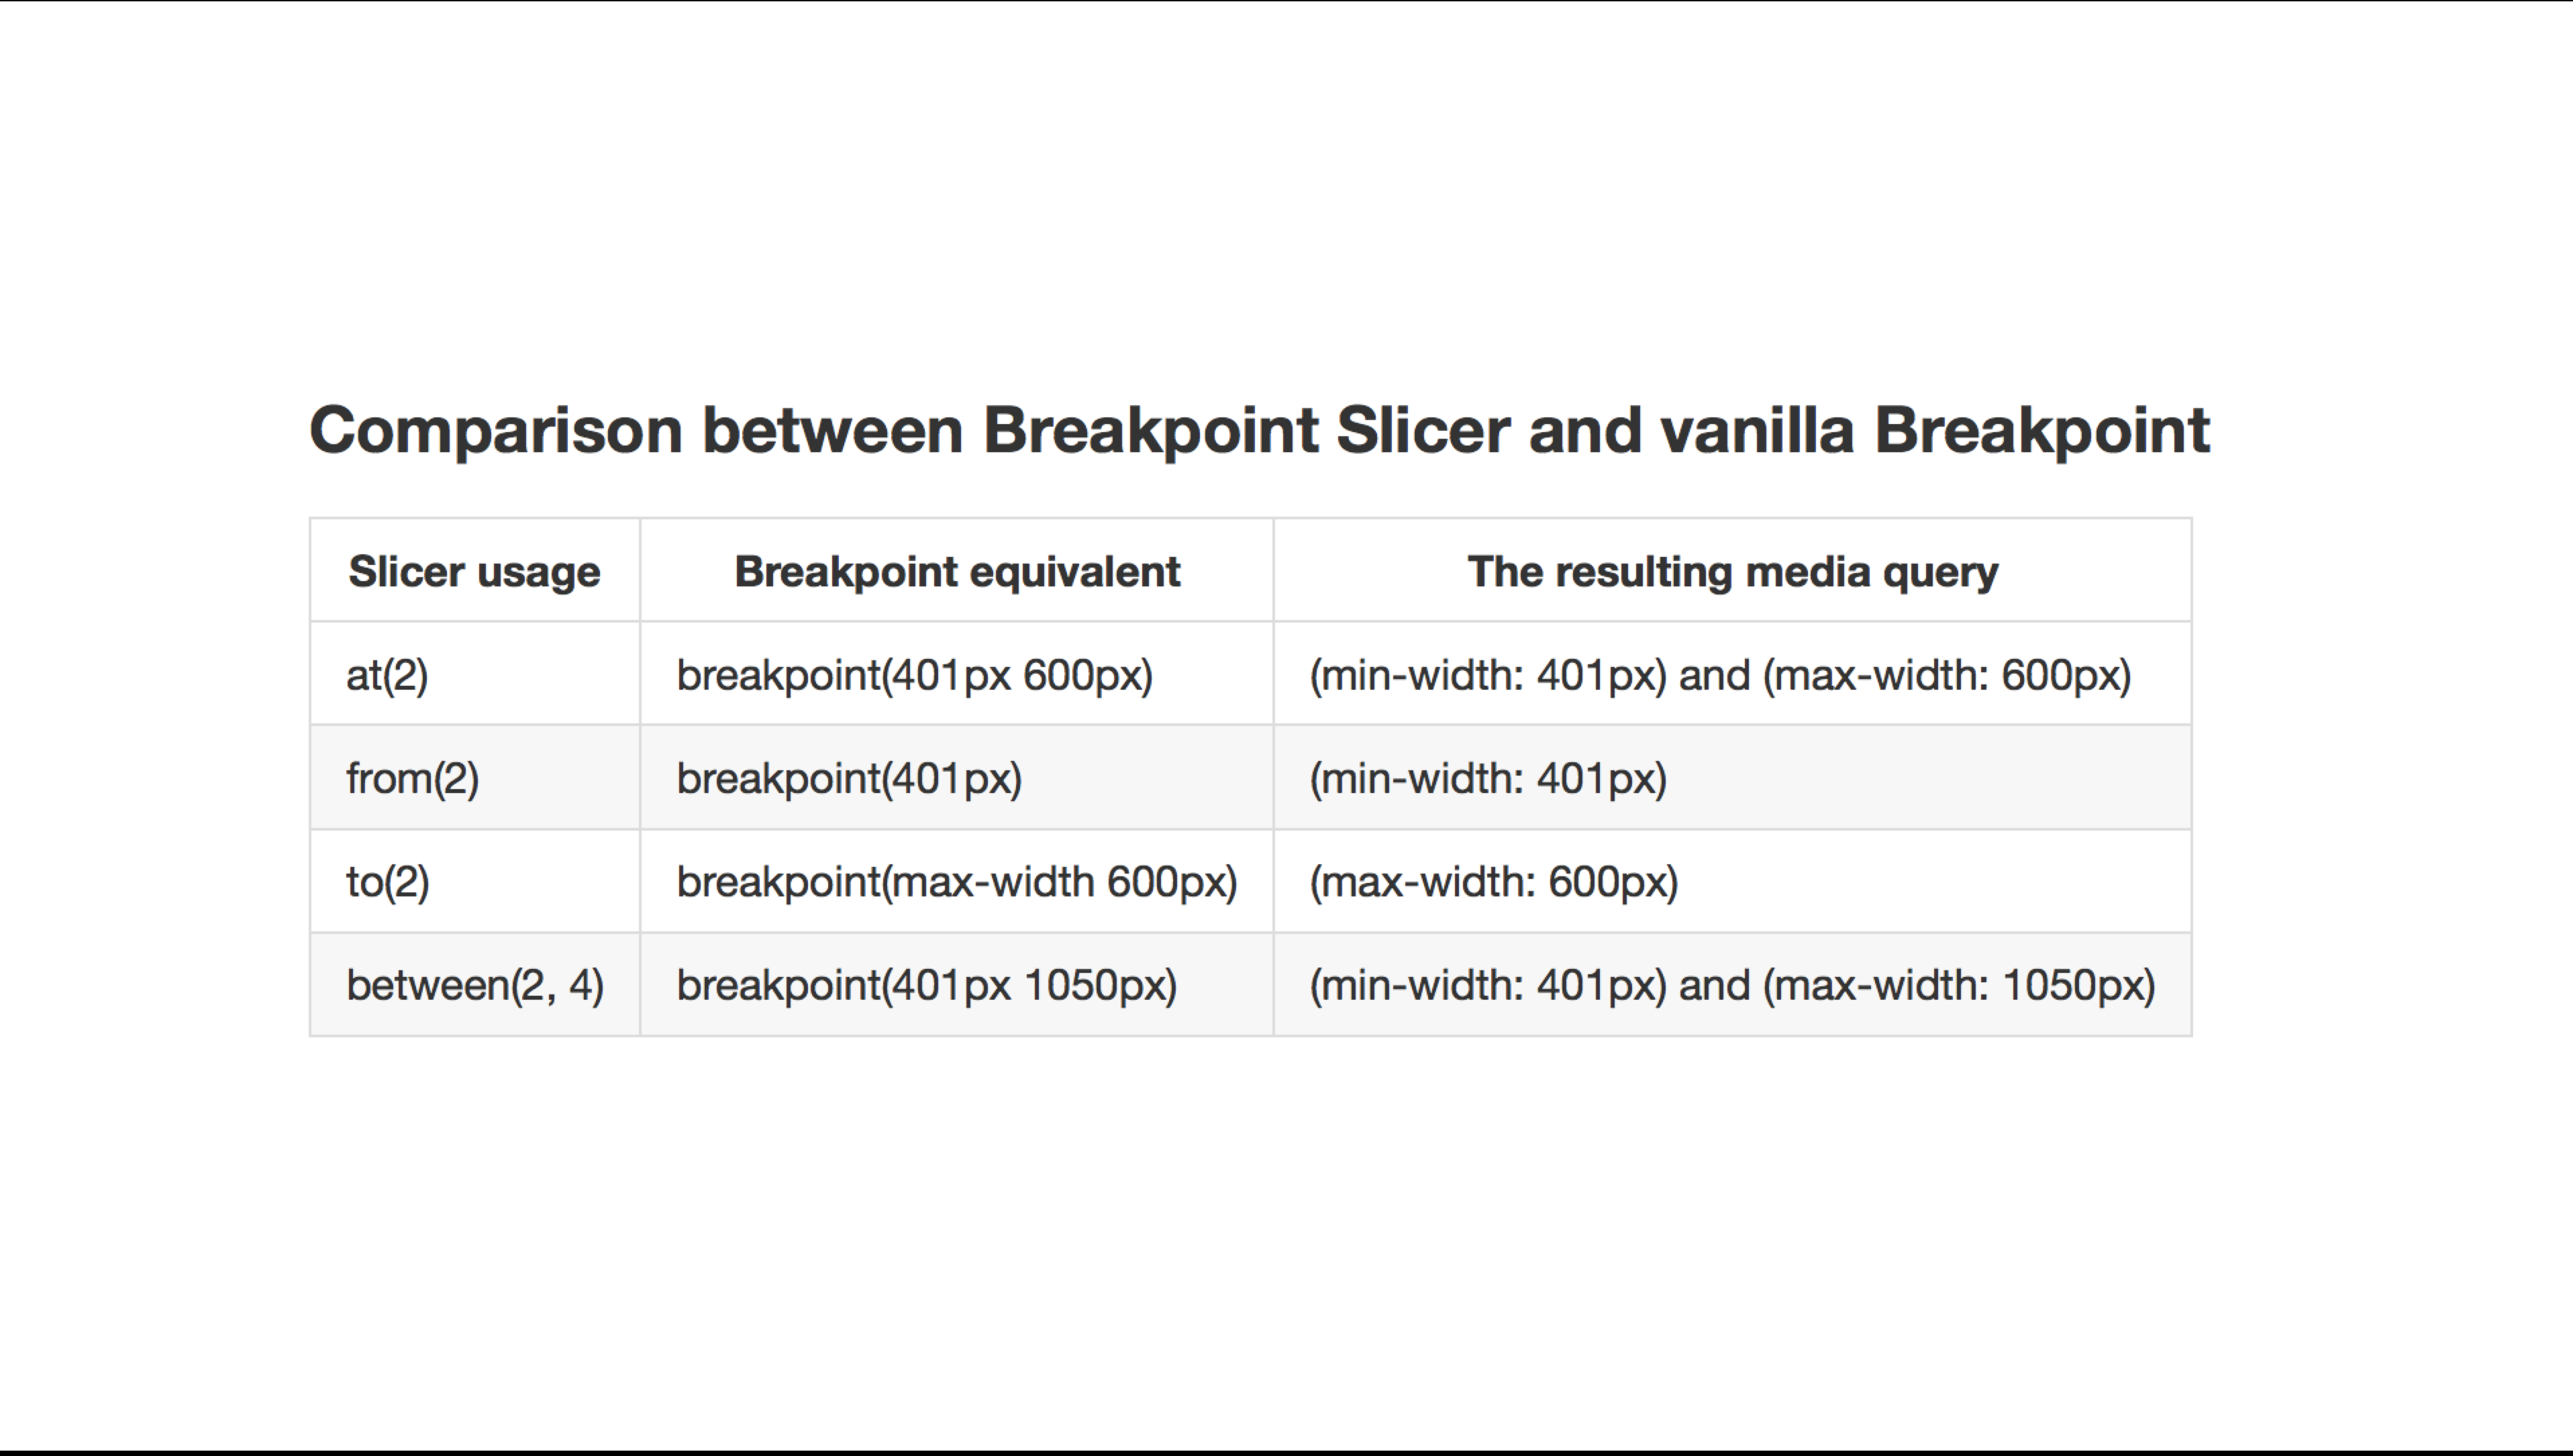 Comparison between Breakpoint Slicer and vanilla Breakpoint
Slicer usage Breakpoint equivalent The resulting media query
at(2) breakpoint(401px 600px) (min-width: 401px) and (max-width: 600px)
from(2) breakpoint(401px) (min-width: 401px)
to(2) breakpoint(max-width 600px) (max-width: 600px)
between(2, 4) breakpoint(401px 1050px) (min-width: 401px) and (max-width: 1050px)